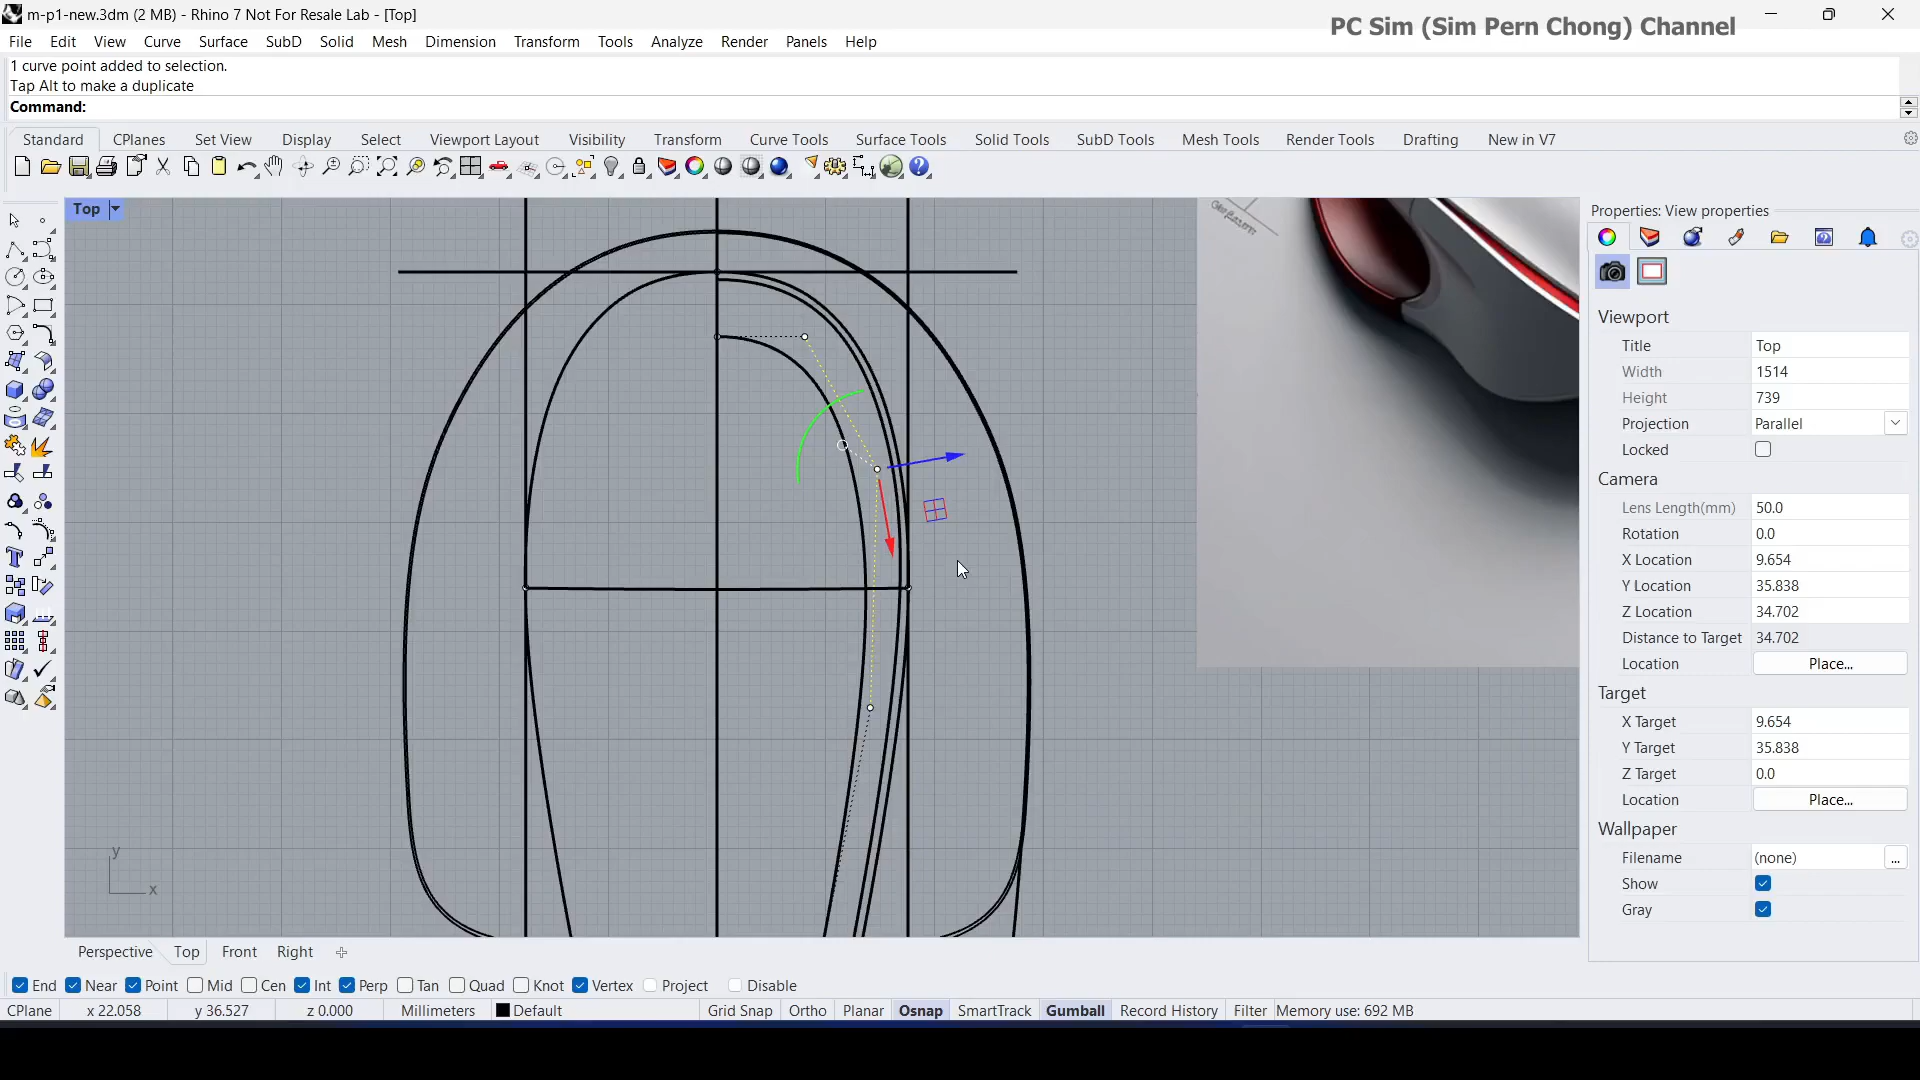 m-p1-new.3dm (2 MB) - Rhino 7 Not For Resale Lab - [Top]
PC Sim (Sim Pern Chong) Channel
File Edit View Curve Surface SubD Solid Mesh Dimension Transform Tools Analyze Render Panels Help
1 curve point added to selection.
Tap Alt to make a duplicate
Command:
Standard CPlanes Set View Display Select Viewport Layout Visibility Transform Curve Tools Surface Tools Solid Tools SubD Tools Mesh Tools Render Tools Drafting New in V7
Top
Properties: View properties
Viewport
Title Top
Width 1514
Height 739
Projection Parallel
Locked
Camera
Lens Length(mm) 50.0
Rotation 0.0
X Location 9.654
Y Location 35.838
Z Location 34.702
Distance to Target 34.702
Location Place...
Target
X Target 9.654
Y Target 35.838
Z Target 0.0
Location Place...
Wallpaper
Filename (none) ...
Show
Gray
y
x
Perspective Top Front Right
End Near Point Mid Cen Int Perp Tan Quad Knot Vertex Project Disable
CPlane x 22.058 y 36.527 z 0.000 Millimeters Default Grid Snap Ortho Planar Osnap SmartTrack Gumball Record History Filter Memory use: 692 MB